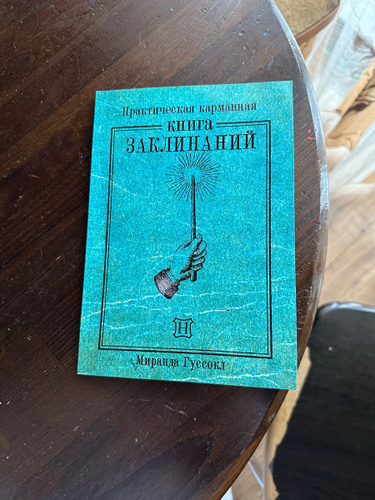 Практическая карманная
КНИГА
ЗАКЛИНАНИЙ
Н
Миранда Гуссокл